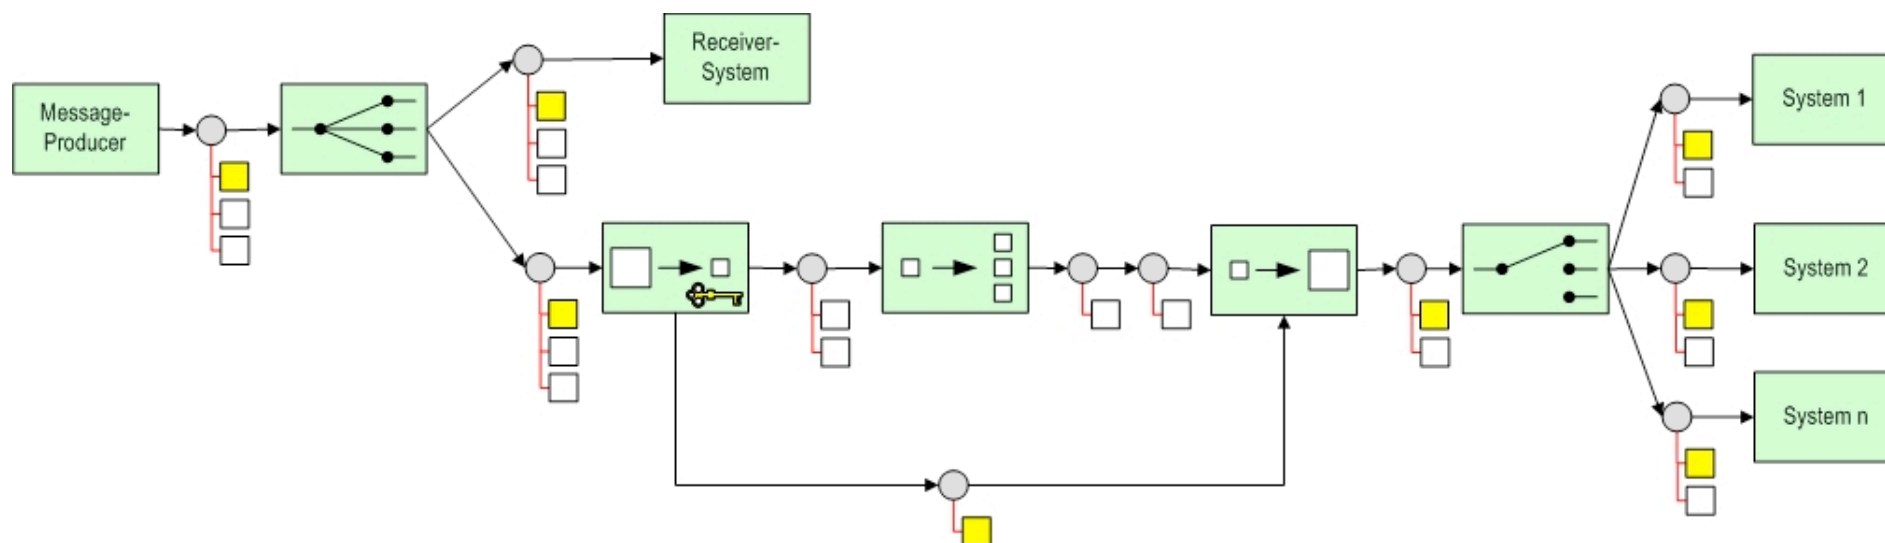 Message-
Producer
Receiver-
System
System 1
System 2
System n